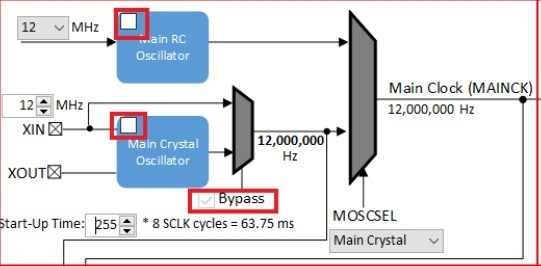 12 MHz
Main RC
Oscillator
Main Clock (MAINCK)
12,000,000 Hz
12 MHz
XIN
12,000,000
Hz
Main Crystal
Oscillator
XOUT
Bypass
Start-Up Time: 255 * 8 SCLK cycles = 63.75 ms
MOSCSEL
Main Crystal